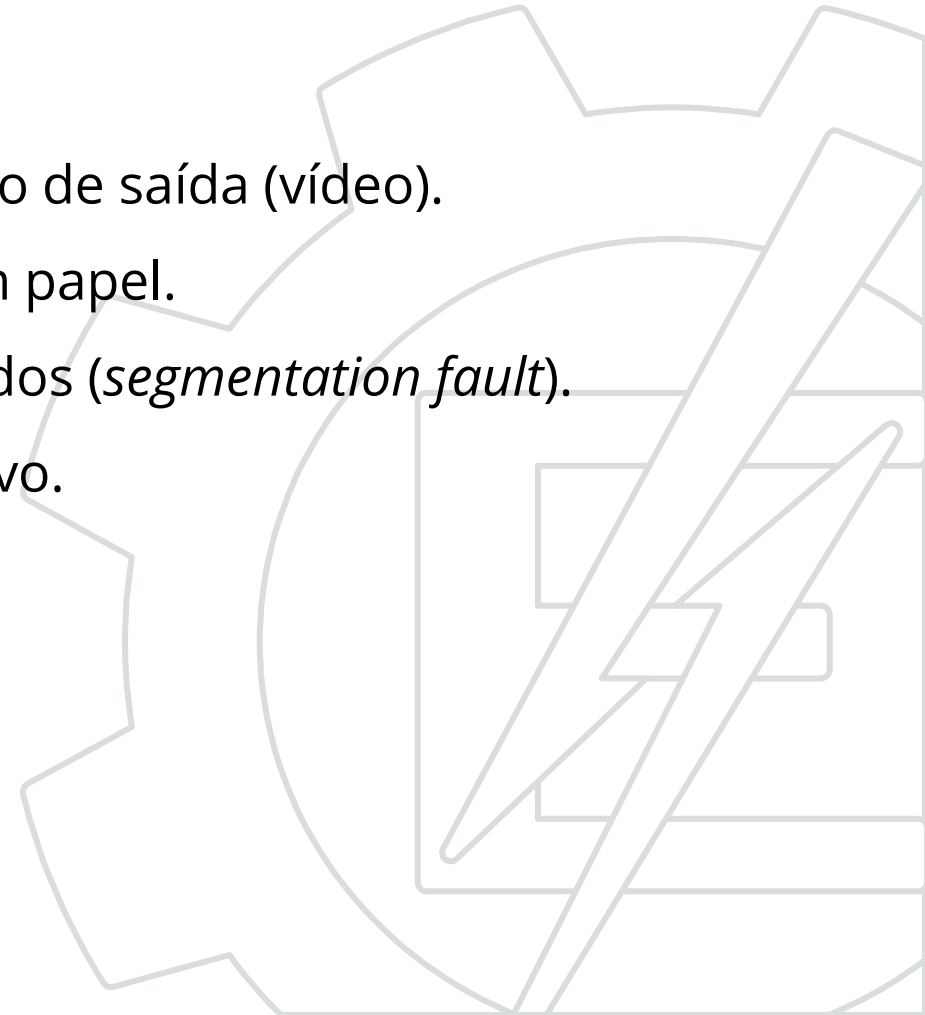 o de saída (vídeo).
papel.
dos (segmentation fault).
vo.